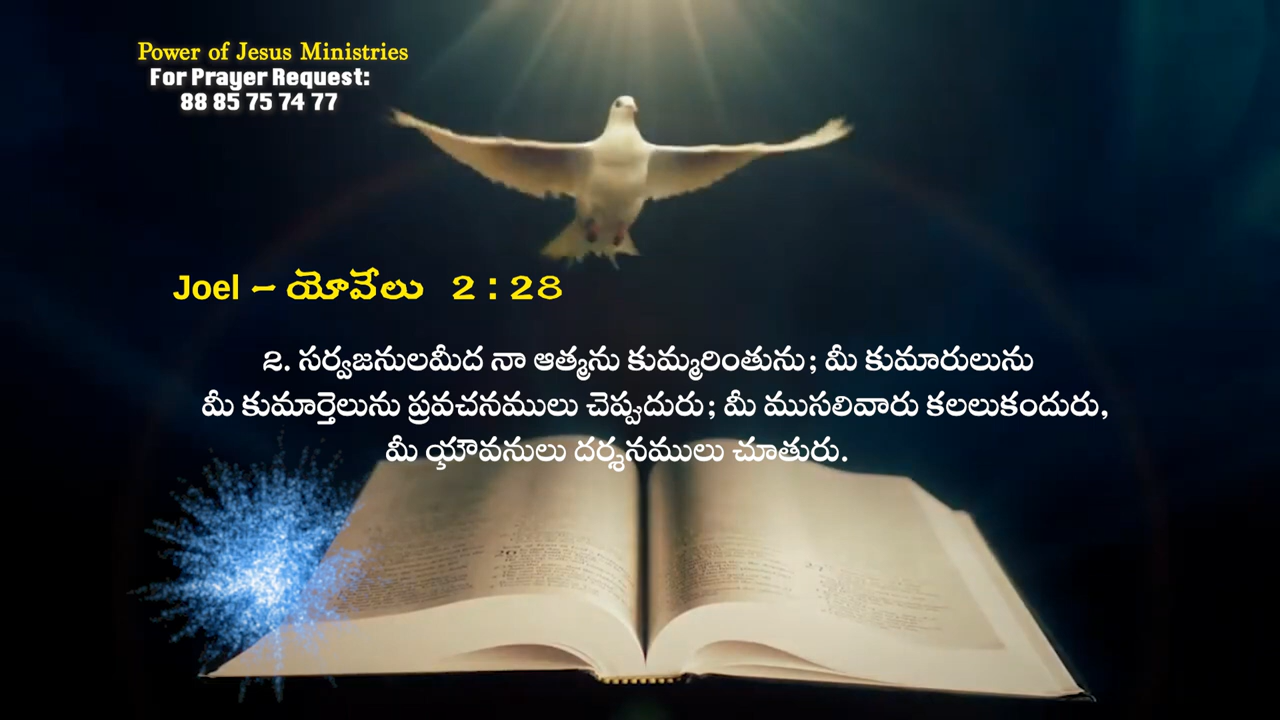 Power of Jesus Ministries
For Prayer Request:
88 85 75 74 77
Joel - యోవేలు 2 : 28
౨. సర్వజనులమీద నా ఆత్మను కుమ్మరింతును; మీ కుమారులును
మీ కుమార్తెలును ప్రవచనములు చెప్పుదురు; మీ ముసలివారు కలలుకందురు,
మీ యౌవనులు దర్శనములు చూతురు.